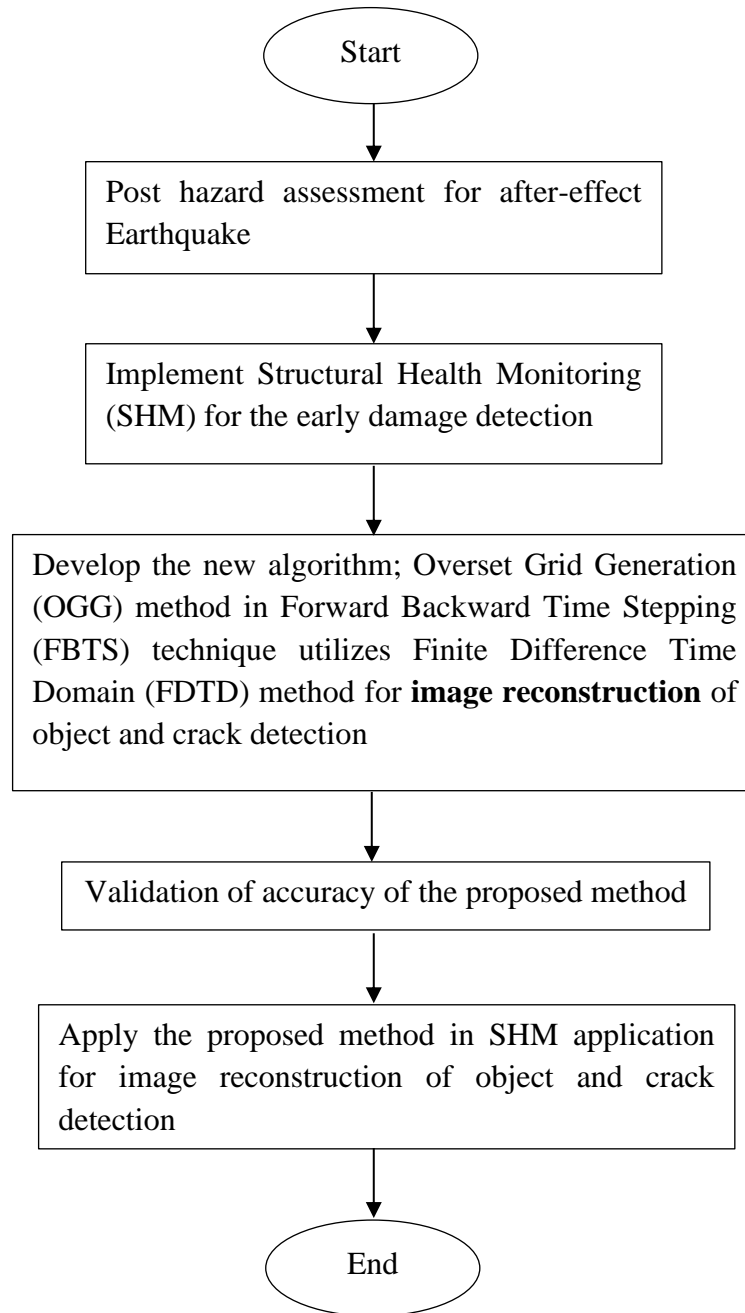 Start
Post hazard assessment for after-effect
Earthquake
Implement Structural Health Monitoring
(SHM) for the early damage detection
Develop the new algorithm; Overset Grid Generation
(OGG) method in Forward Backward Time Stepping
(FBTS) technique utilizes Finite Difference Time
Domain (FDTD) method for image reconstruction of
object and crack detection
Validation of accuracy of the proposed method
Apply the proposed method in SHM application
for image reconstruction of object and crack
detection
End